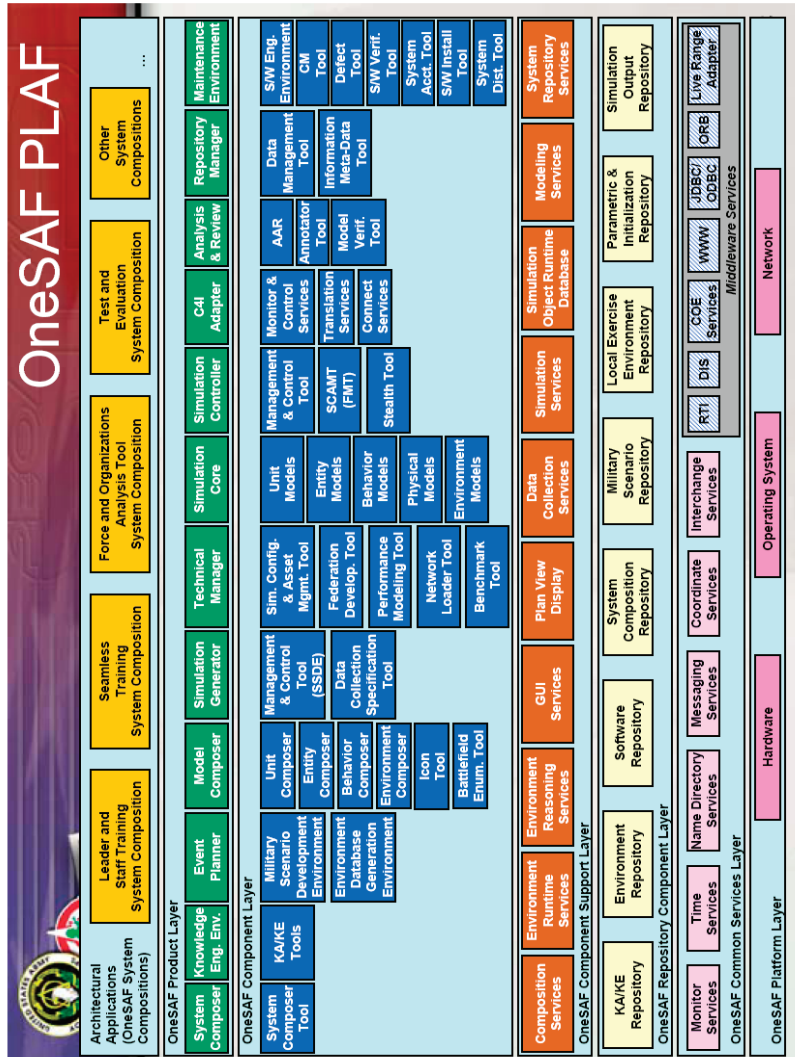 OneSAF PLAF
UNITED STATES ARMY
Architectural
Applications
(OneSAF System
Compositions)
Leader and
Staff Training
System Composition
Seamless
Training
System Composition
Force and Organizations
Analysis Tool
System Composition
Test and
Evaluation
System Composition
Other
System
Compositions
...
OneSAF Product Layer
System
Composer
Knowledge
Eng. Env.
Event
Planner
Model
Composer
Simulation
Generator
Technical
Manager
Simulation
Core
Simulation
Controller
C4I
Adapter
Analysis
& Review
Repository
Manager
Maintenance
Environment
OneSAF Component Layer
System
Composer
Tool
KA/KE
Tools
Military
Scenario
Development
Environment
Environment
Database
Generation
Environment
Unit
Composer
Entity
Composer
Behavior
Composer
Environment
Composer
Icon
Tool
Battlefield
Enum. Tool
Management
& Control
Tool
(SSDE)
Data
Collection
Specification
Tool
Sim. Config.
& Asset
Mgmt. Tool
Federation
Develop. Tool
Performance
Modeling Tool
Network
Loader Tool
Benchmark
Tool
Unit
Models
Entity
Models
Behavior
Models
Physical
Models
Environment
Models
Management
& Control
Tool
SCAMT
(FMT)
Stealth Tool
Monitor &
Control
Services
Translation
Services
Connect
Services
AAR
Annotator
Tool
Model
Verif.
Tool
Data
Management
Tool
Information
Meta-Data
Tool
S/W Eng.
Environment
CM
Tool
Defect
Tool
S/W Verif.
Tool
System
Acct. Tool
S/W Install
Tool
System
Dist. Tool
Composition
Services
Environment
Runtime
Services
Environment
Reasoning
Services
GUI
Services
Plan View
Display
Data
Collection
Services
Simulation
Services
Simulation
Object Runtime
Database
Modeling
Services
System
Repository
Services
OneSAF Component Support Layer
KA/KE
Repository
Environment
Repository
Software
Repository
System
Composition
Repository
Military
Scenario
Repository
Local Exercise
Environment
Repository
Parametric &
Initialization
Repository
Simulation
Output
Repository
OneSAF Repository Component Layer
Monitor
Services
Time
Services
Name Directory
Services
Messaging
Services
Coordinate
Services
Interchange
Services
RTI
DIS
COE
Services
WWW
JDBC/
ODBC
ORB
Live Range
Adapter
Middleware Services
OneSAF Common Services Layer
Hardware
Operating System
Network
OneSAF Platform Layer